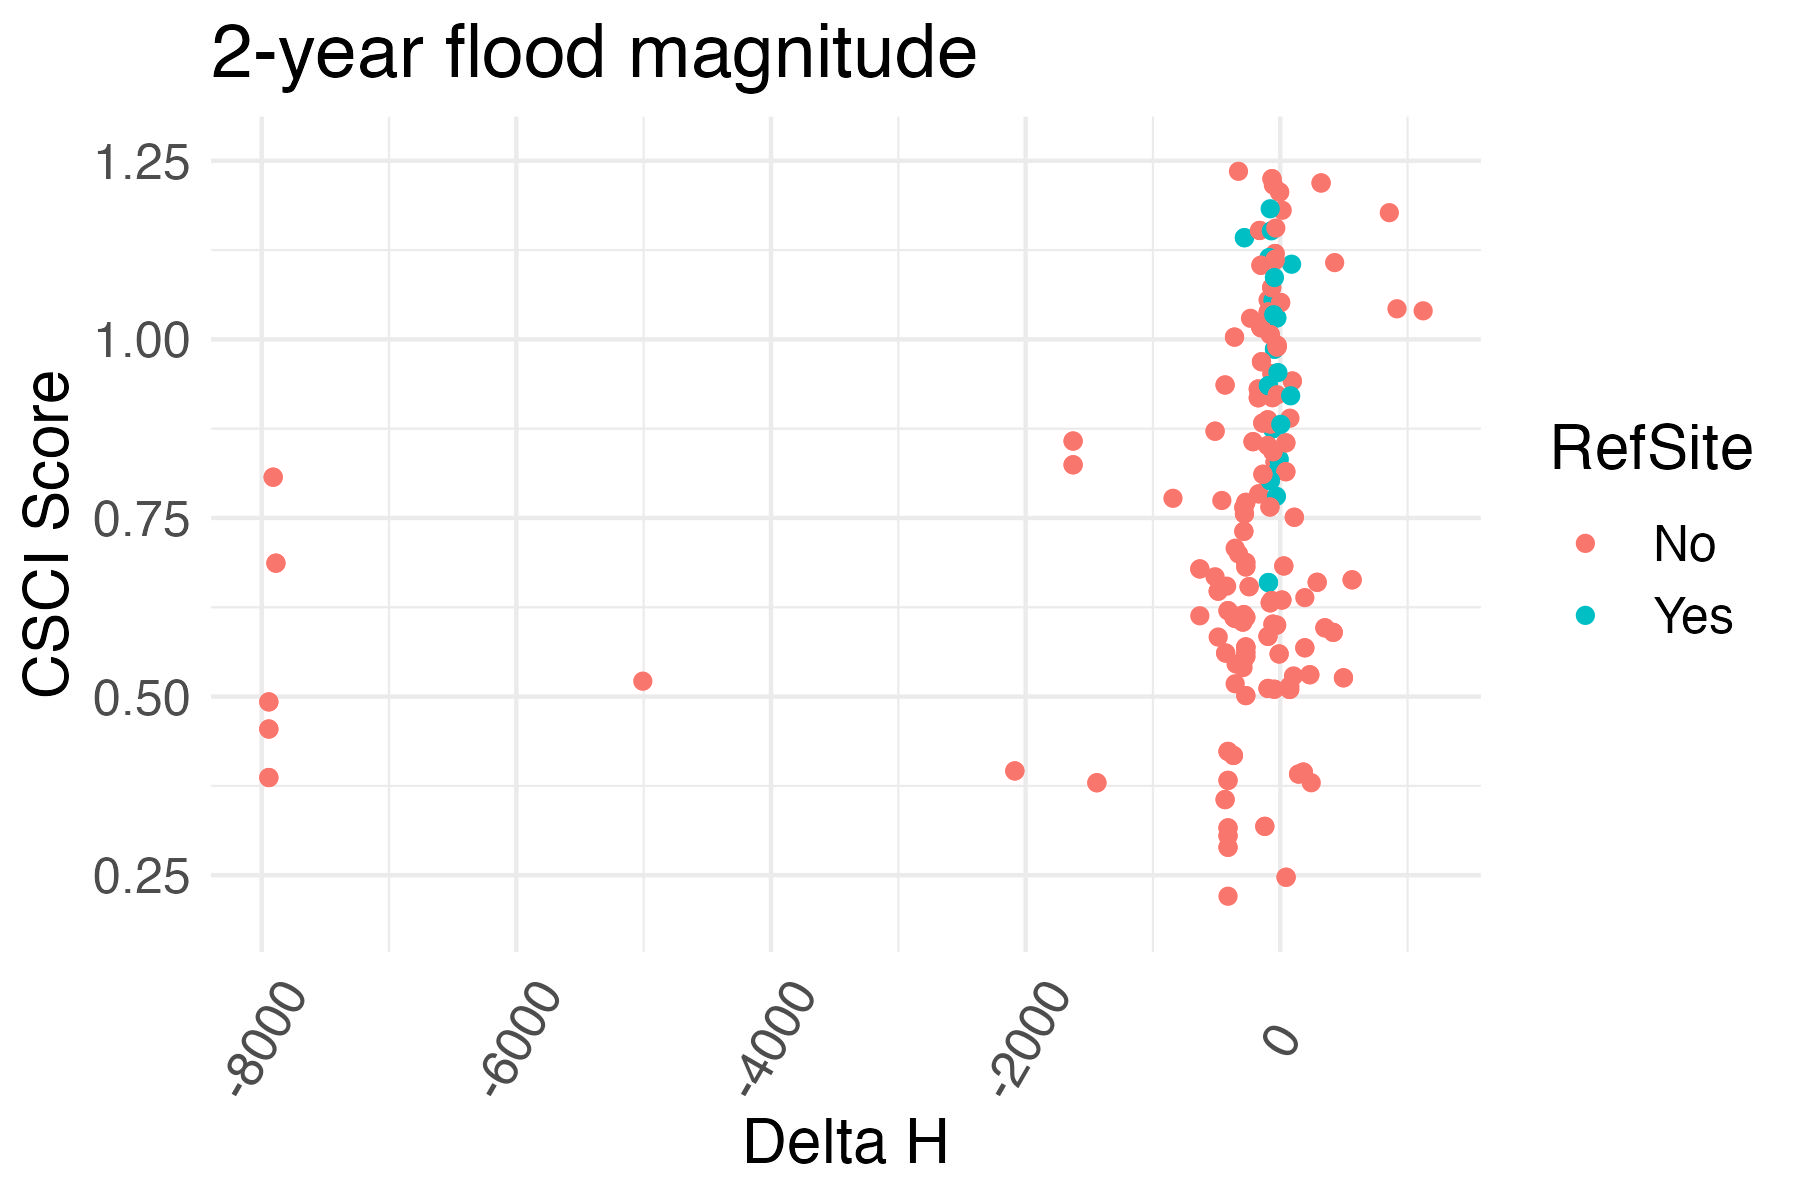 2-year flood magnitude
CSCI Score
1.25
1.00
0.75
0.50
0.25
-8000
-6000
-4000
-2000
0
Delta H
RefSite
No
Yes